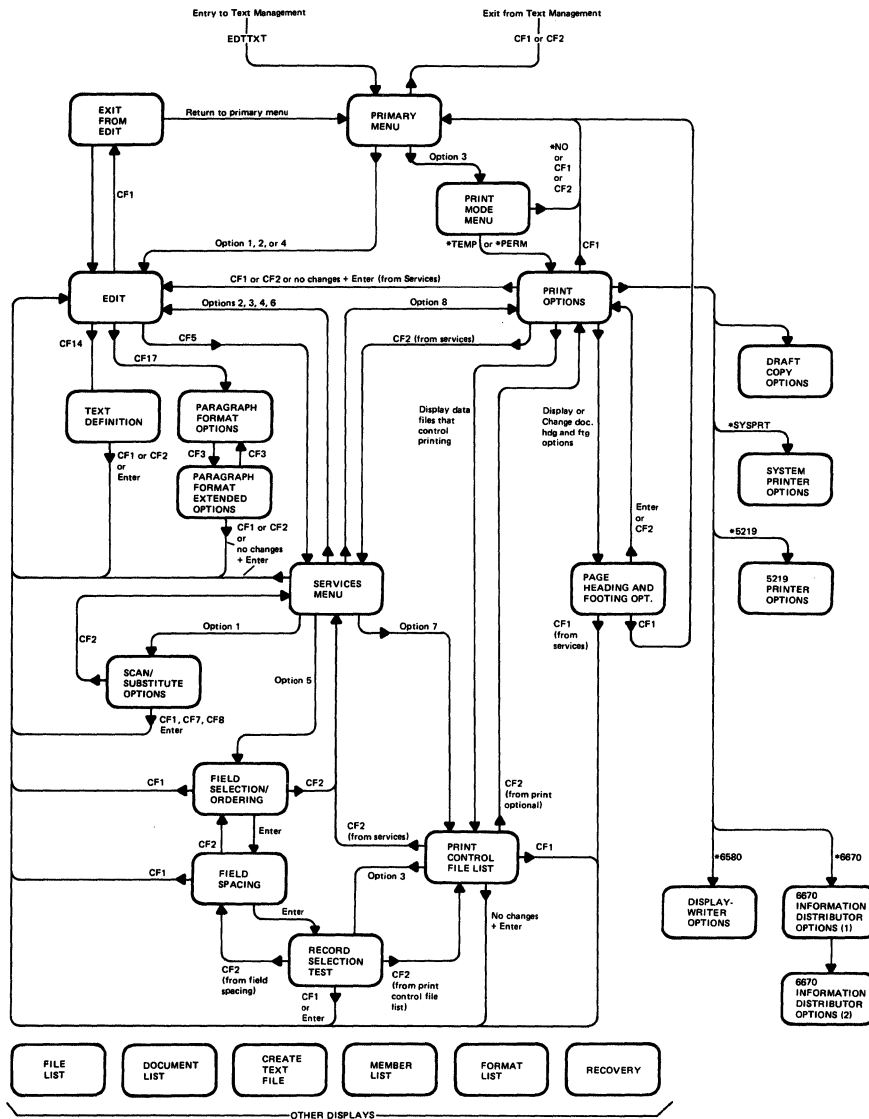 Entry to Text Management
Exit from Text Management
EDTTXT
CF1 or CF2
EXIT
FROM
EDIT
Return to primary menu
PRIMARY
MENU
Option 3
*NO
or
CF1
or
CF2
CF1
PRINT
MODE
MENU
Option 1, 2, or 4
*TEMP or *PERM
CF1
CF1 or CF2 or no changes + Enter (from Services)
EDIT
PRINT
OPTIONS
Options 2, 3, 4, 6
Option 8
CF14
CF5
CF17
CF2 (from services)
DRAFT
COPY
OPTIONS
TEXT
DEFINITION
PARAGRAPH
FORMAT
OPTIONS
Display data
files that
control
printing
Display or
Change doc.
hdg and ftg
options
*SYSPRT
CF3
CF3
CF1 or CF2
or
Enter
PARAGRAPH
FORMAT
EXTENDED
OPTIONS
SYSTEM
PRINTER
OPTIONS
Enter
or
CF2
CF1 or CF2
or
no changes
+ Enter
*5219
SERVICES
MENU
PAGE
HEADING AND
FOOTING OPT.
5219
PRINTER
OPTIONS
CF1
(from
services)
CF1
CF2
Option 1
Option 7
SCAN/
SUBSTITUTE
OPTIONS
Option 5
CF1, CF7, CF8
Enter
CF1
FIELD
SELECTION/
ORDERING
CF2
CF2
(from print
optional)
Enter
CF2
CF2
(from services)
PRINT
CONTROL
FILE LIST
CF1
CF1
FIELD
SPACING
Option 3
*6580
*6670
DISPLAY-
WRITER
OPTIONS
6670
INFORMATION
DISTRIBUTOR
OPTIONS (1)
Enter
No changes
+ Enter
RECORD
SELECTION
TEST
CF2
(from field
spacing)
CF2
(from print
control file
list)
CF1
or
Enter
6670
INFORMATION
DISTRIBUTOR
OPTIONS (2)
FILE
LIST
DOCUMENT
LIST
CREATE
TEXT
FILE
MEMBER
LIST
FORMAT
LIST
RECOVERY
OTHER DISPLAYS